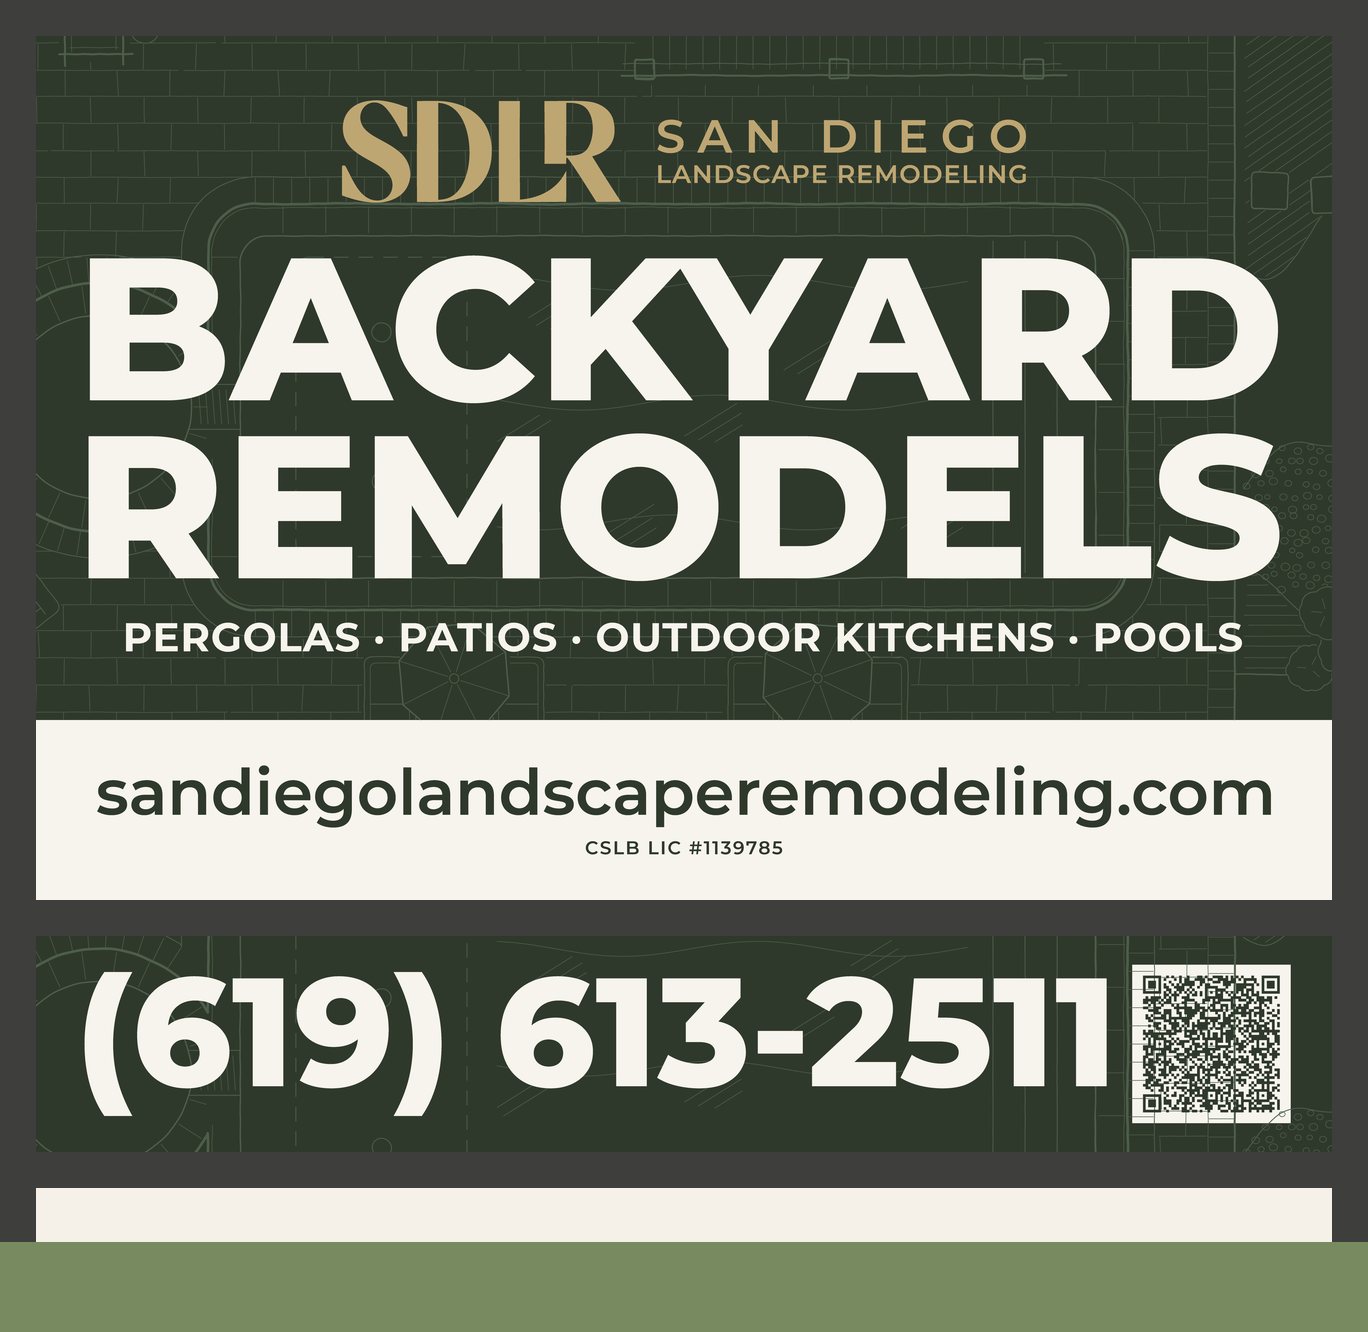 SDLR
SAN DIEGO
LANDSCAPE REMODELING
BACKYARD
REMODELS
PERGOLAS • PATIOS • OUTDOOR KITCHENS • POOLS
sandiegolandscaperemodeling.com
CSLB LIC #1139785
(619) 613-2511